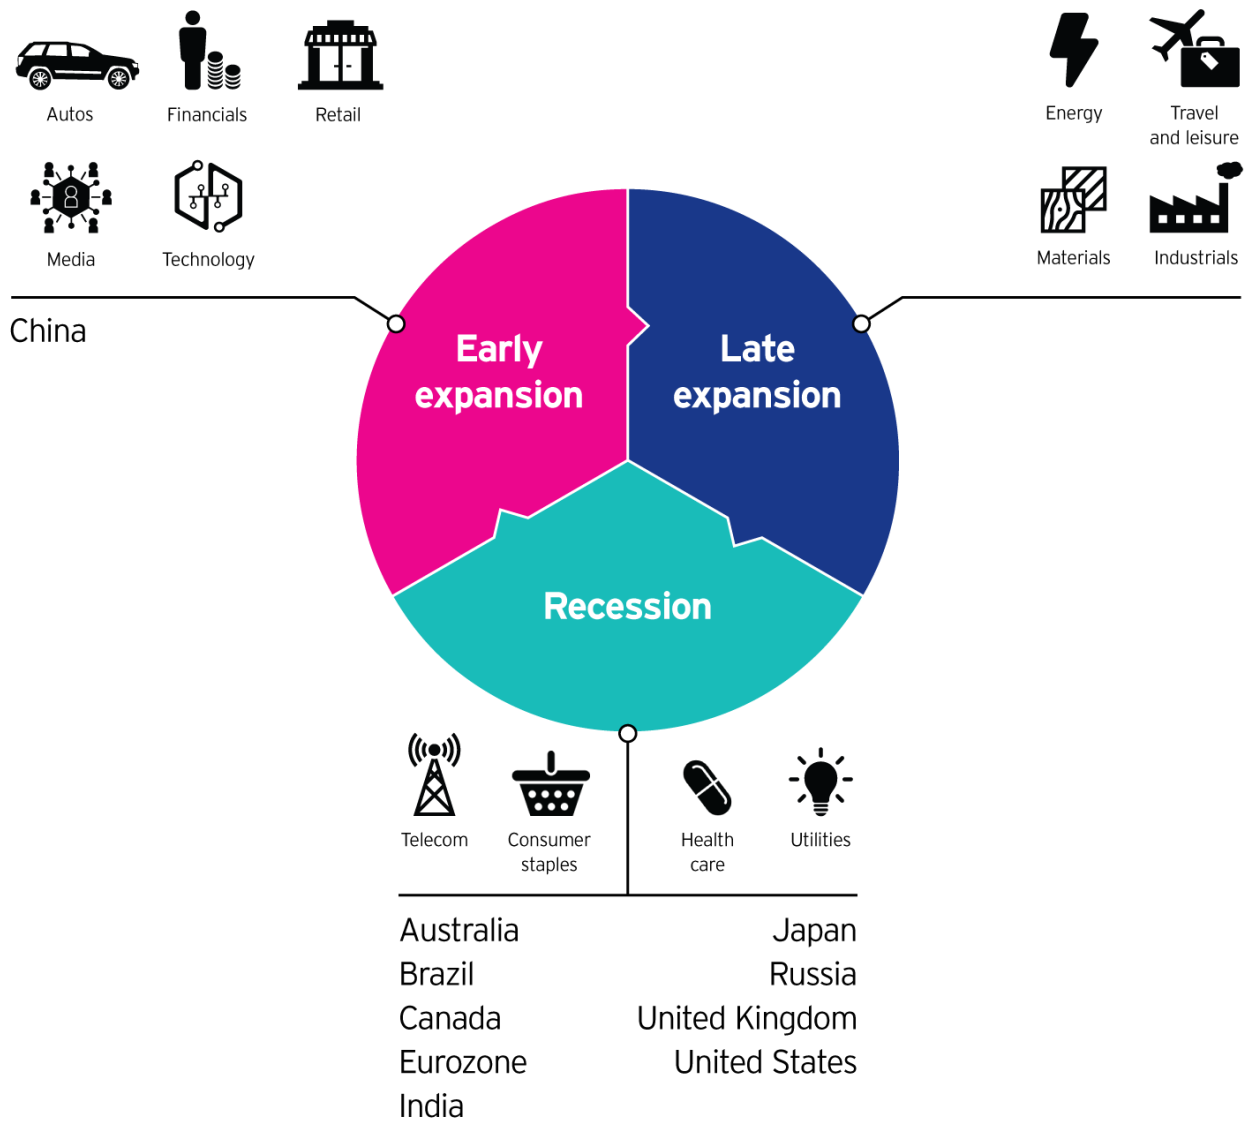 Autos
Financials
Retail
Media
Technology
China
Energy
Travel
and leisure
Materials
Industrials
Early
expansion
Late
expansion
Recession
Telecom
Consumer
staples
Health
care
Utilities
Australia
Brazil
Canada
Eurozone
India
Japan
Russia
United Kingdom
United States